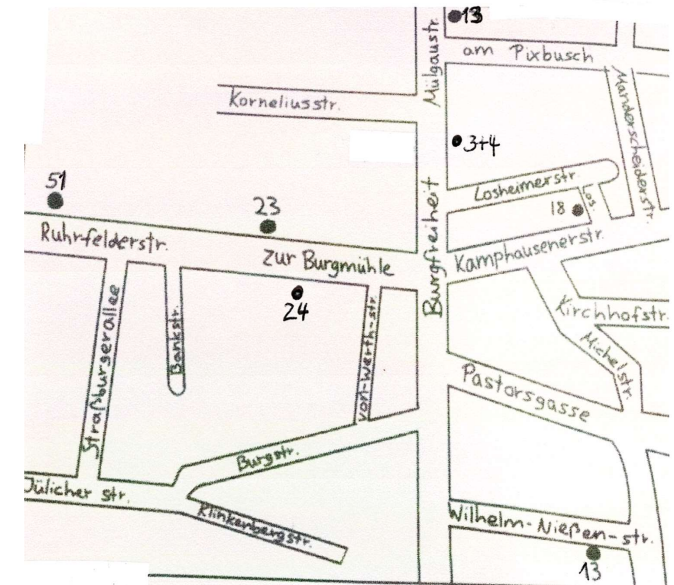 13
am Pixbusch
Mülgaustr.
Korneliusstr.
Manderscheiderstr.
3+4
Losheimerstr.
Los.
51
23
18
Ruhrfelderstr.
Zur Burgmühle
Burgfreiheit
Kamphausenerstr.
24
Kirchhofstr.
Straßburgerallee
Bankstr.
von-Werth-str.
Michelstr.
Pastorsgasse
Burgstr.
Jülicher str.
Klinkenbergstr.
Wilhelm-Nießen-str.
13